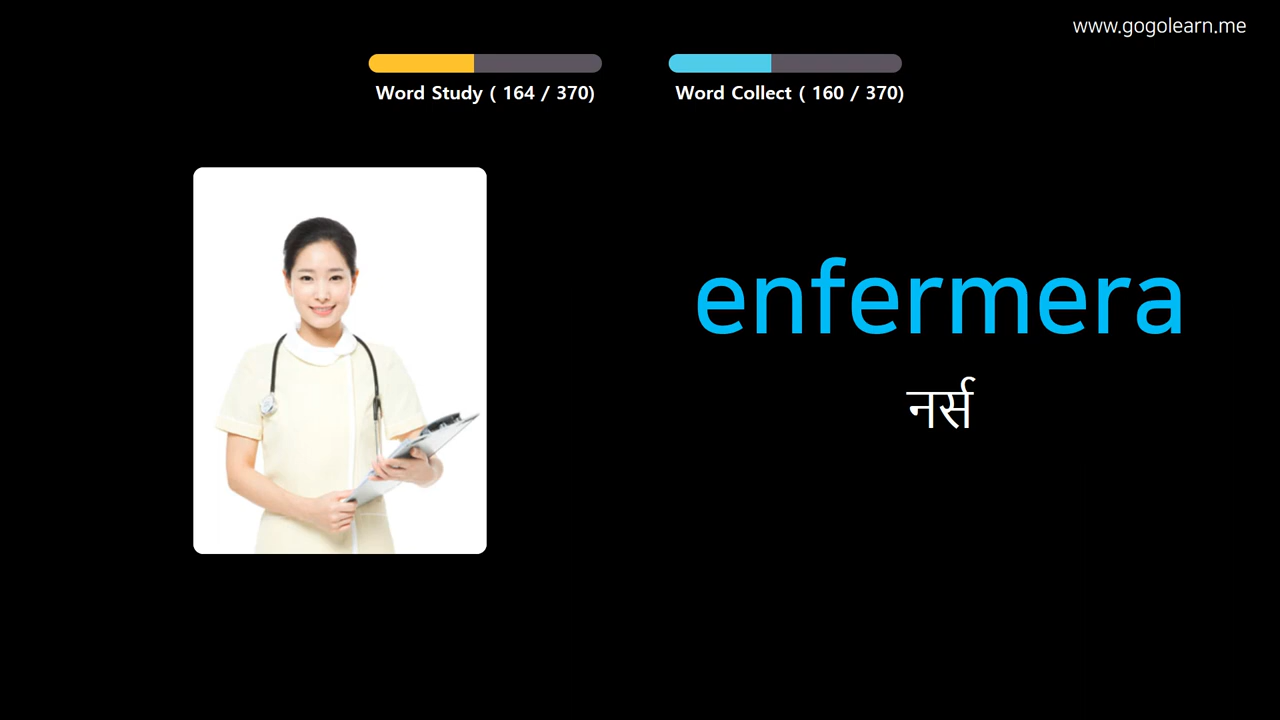 www.gogolearn.me
Word Study ( 164 / 370)
Word Collect ( 160 / 370)
enfermera
नर्स